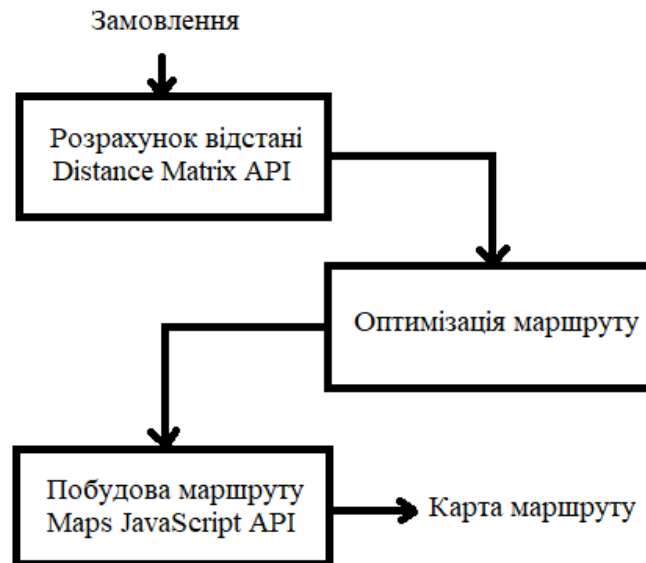 Замовлення
Розрахунок відстані
Distance Matrix API
Оптимізація маршруту
Побудова маршруту
Maps JavaScript API
Карта маршруту